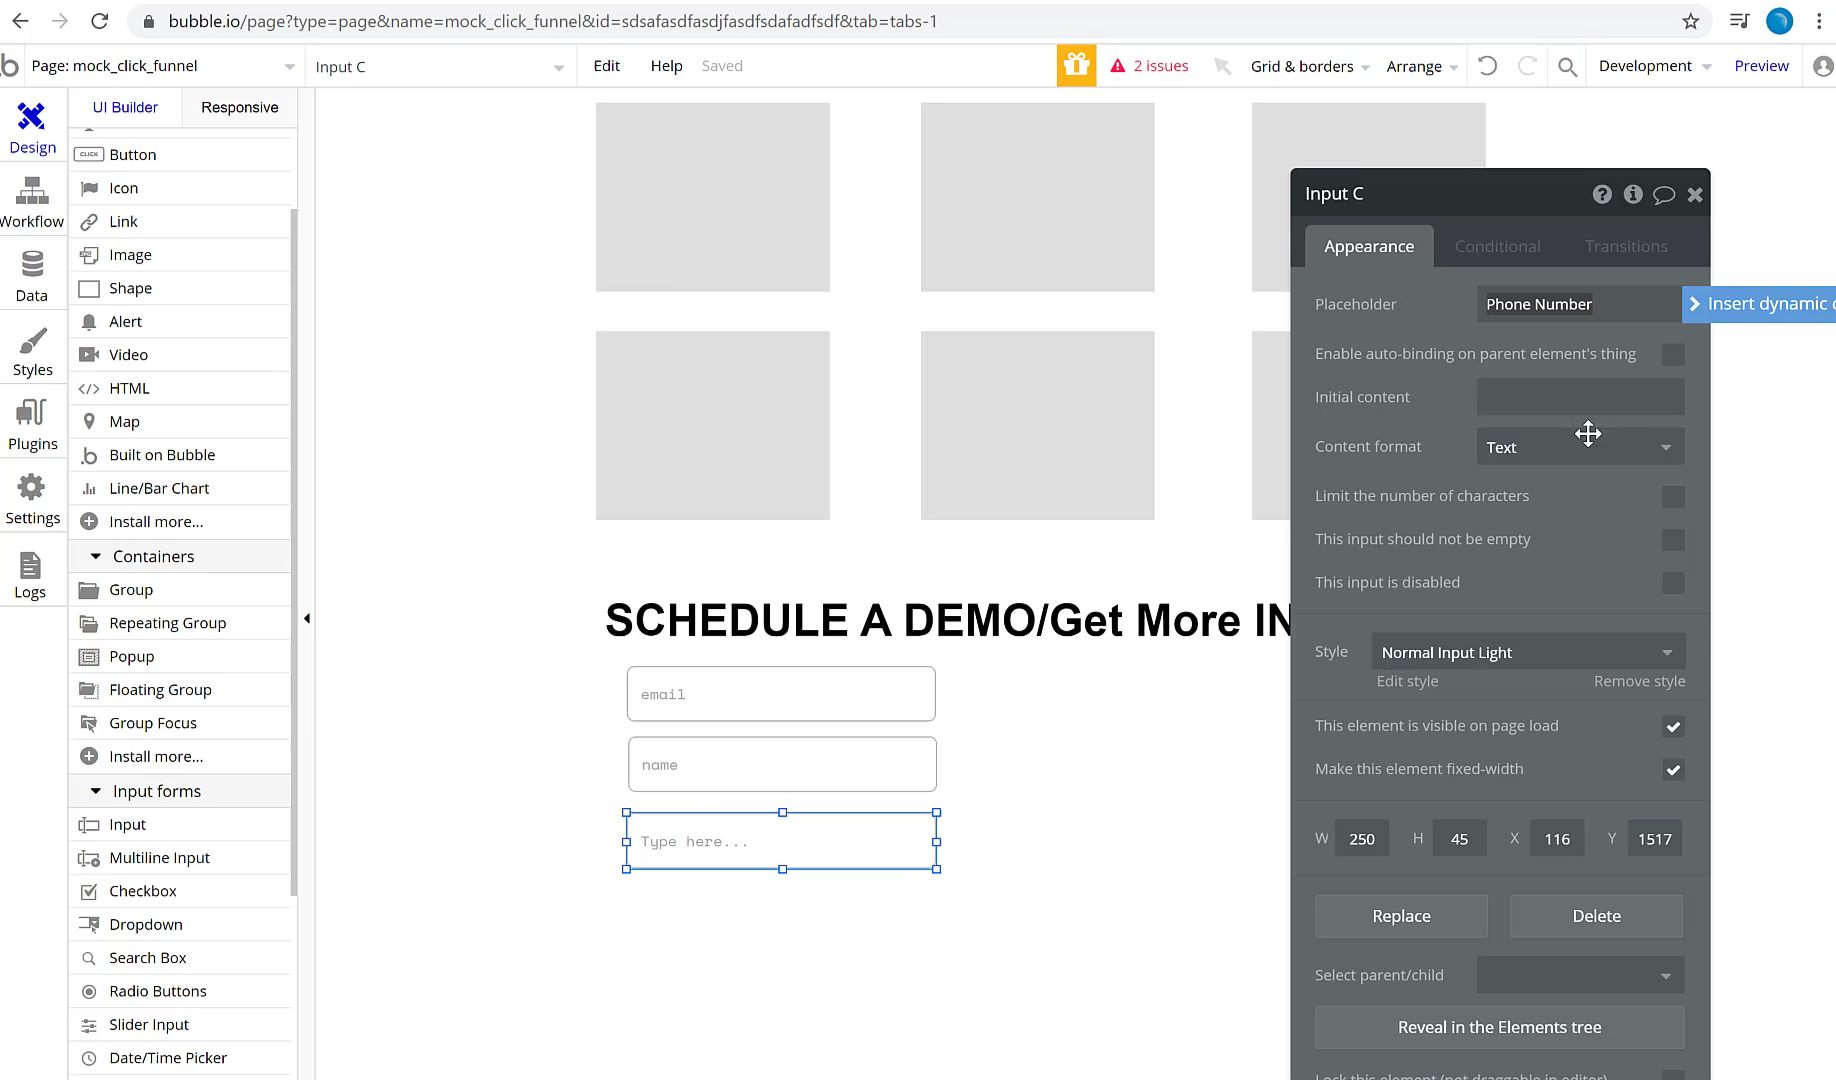 bubble.io/page?type=page&name=mock_click_funnel&id=sdsafasdfasdjfasdfsdafadfsdf&tab=tabs-1
Page: mock_click_funnel
Input C
Edit
Help
Saved
2 issues
Grid & borders
Arrange
Development
Preview
Design
Workflow
Data
Styles
Plugins
Settings
Logs
UI Builder
Responsive
CLICK
Button
Icon
Link
Image
Shape
Alert
Video
HTML
Map
Built on Bubble
Line/Bar Chart
Install more...
Containers
Group
Repeating Group
Popup
Floating Group
Group Focus
Install more...
Input forms
Input
Multiline Input
Checkbox
Dropdown
Search Box
Radio Buttons
Slider Input
Date/Time Picker
SCHEDULE A DEMO/Get More IN
email
name
Type here...
Input C
Appearance
Conditional
Transitions
Placeholder
Phone Number
Insert dynamic
Enable auto-binding on parent element's thing
Initial content
Content format
Text
Limit the number of characters
This input should not be empty
This input is disabled
Style
Normal Input Light
Edit style
Remove style
This element is visible on page load
Make this element fixed-width
W 250 H 45 X 116 Y 1517
Replace
Delete
Select parent/child
Reveal in the Elements tree
Lock this element (not draggable in editor)